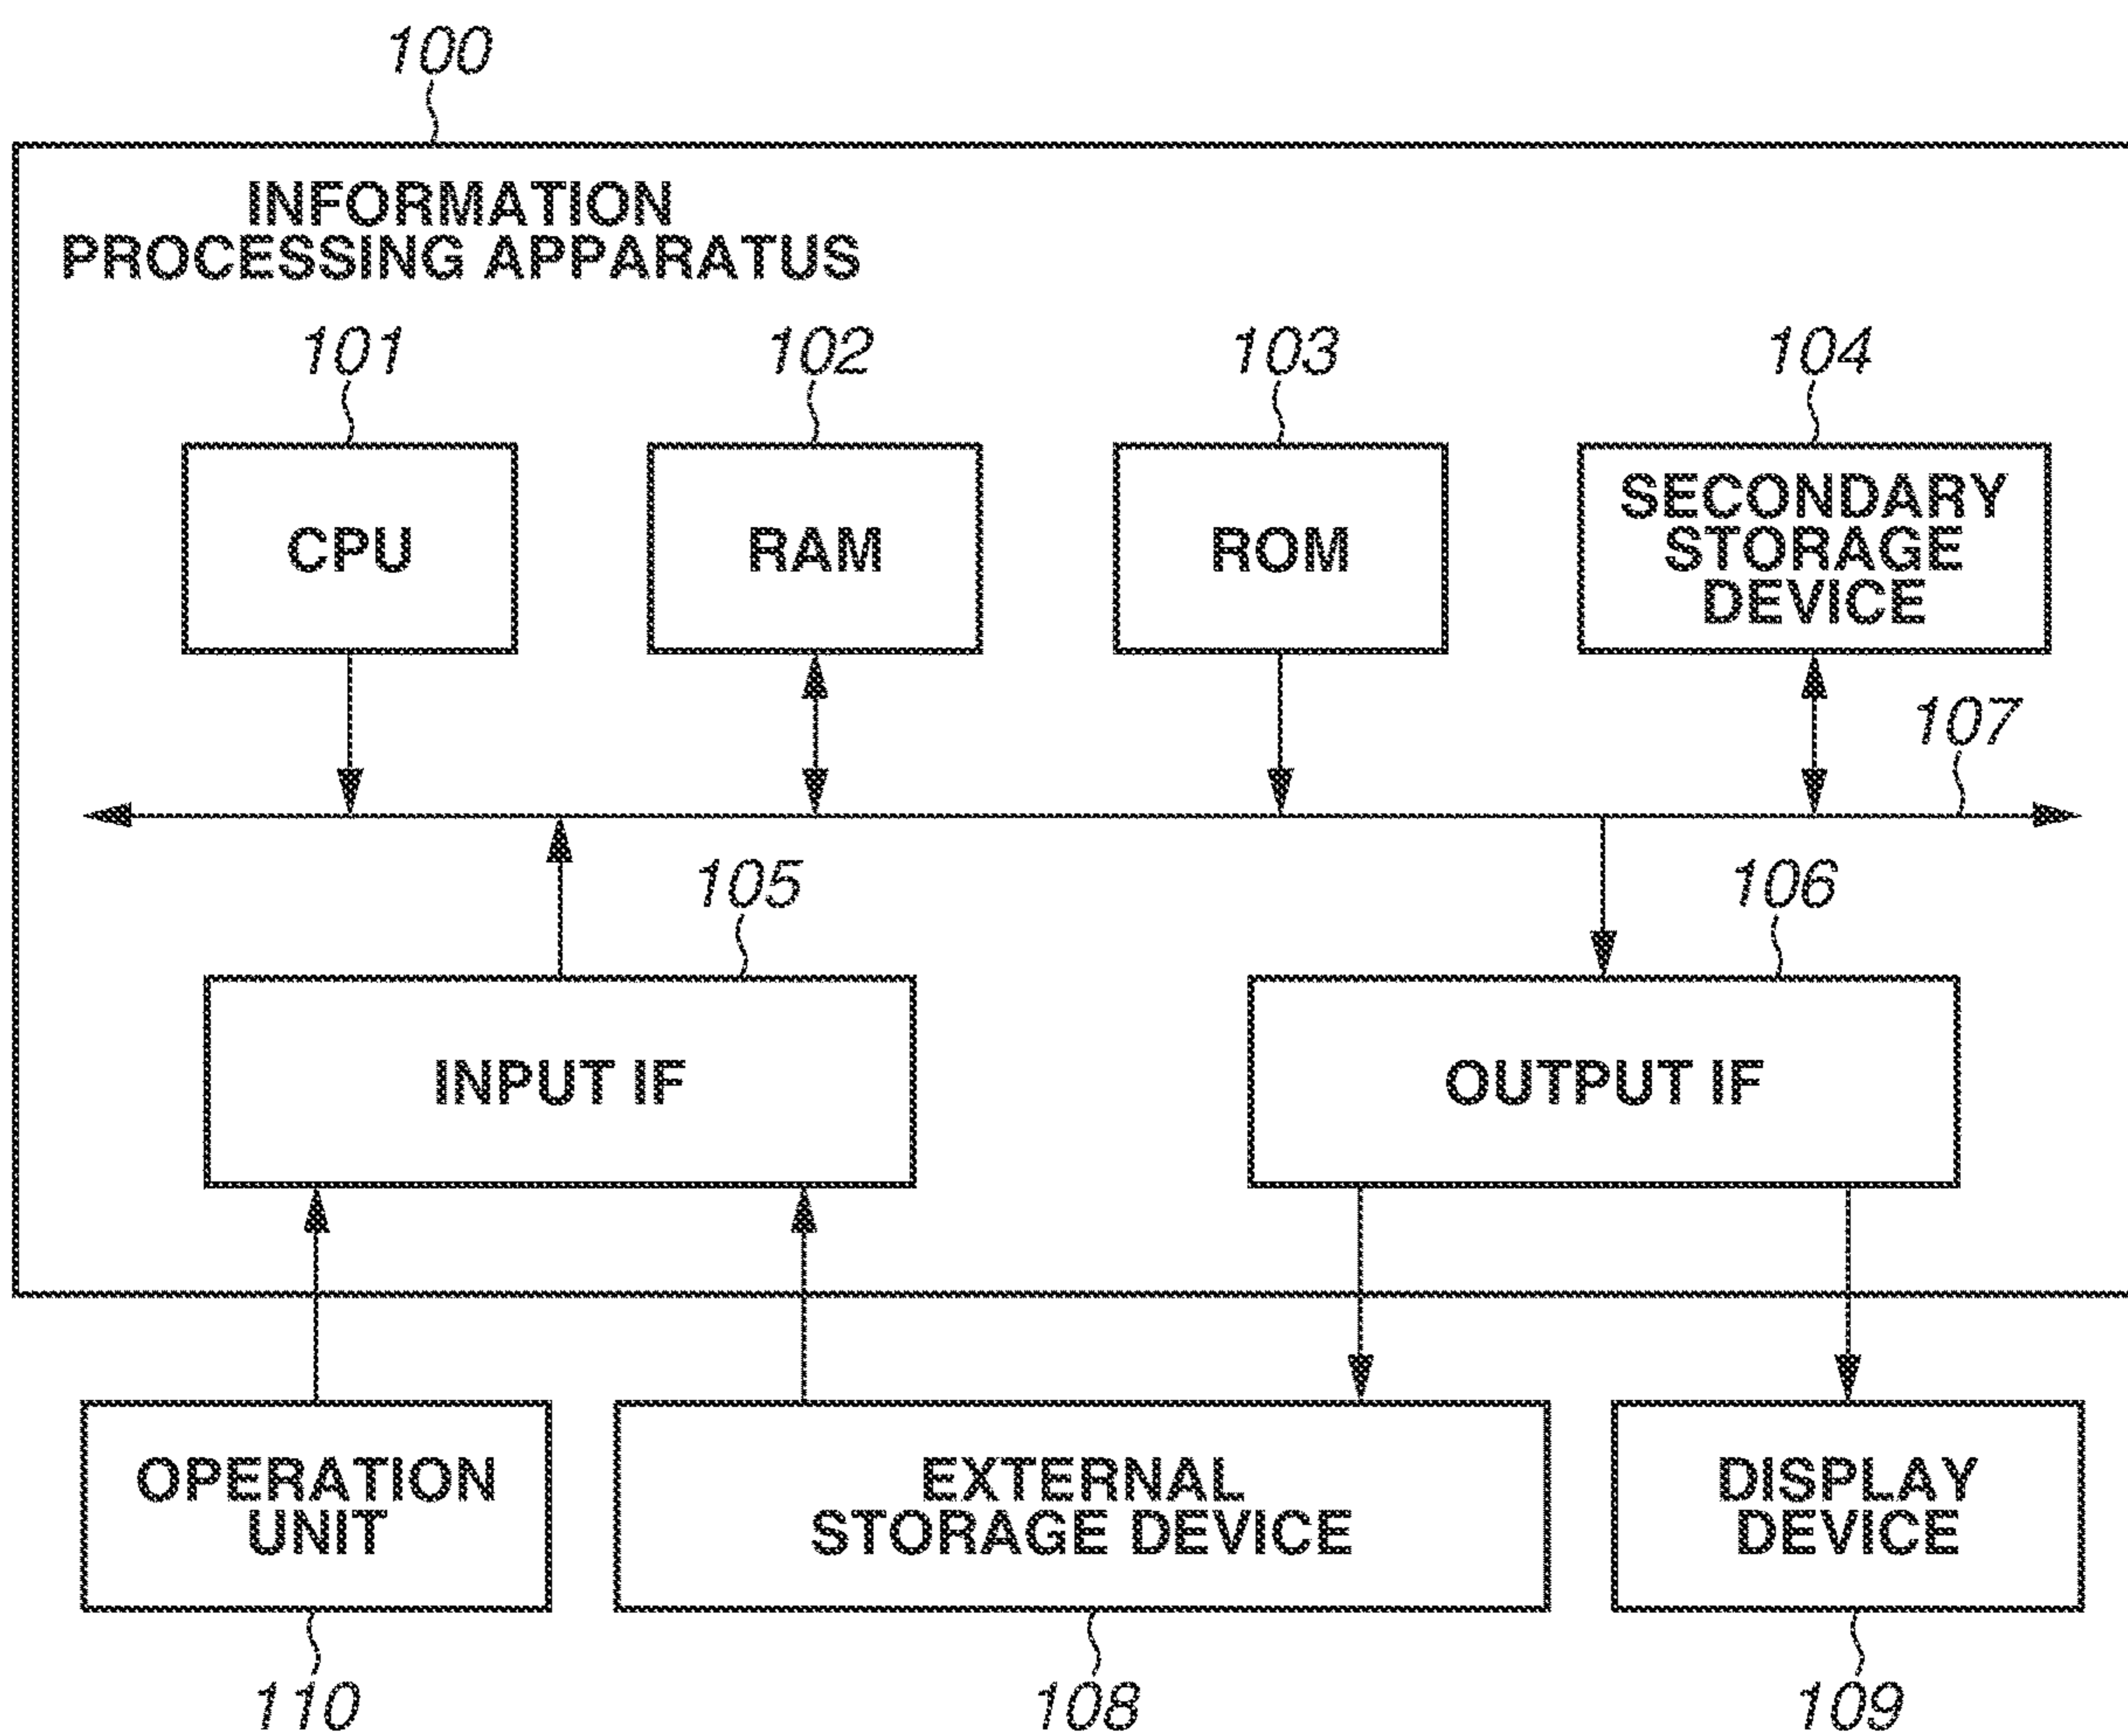 100
INFORMATION
PROCESSING APPARATUS
101
102
103
104
CPU
RAM
ROM
SECONDARY
STORAGE
DEVICE
107
105
106
INPUT IF
OUTPUT IF
OPERATION
UNIT
EXTERNAL
STORAGE DEVICE
DISPLAY
DEVICE
110
108
109